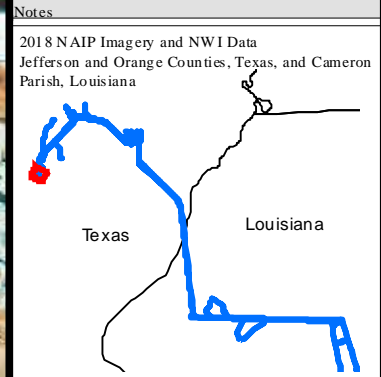 Notes
2018 NAIP Imagery and NWI Data
Jefferson and Orange Counties, Texas, and Cameron
Parish, Louisiana
Texas
Louisiana